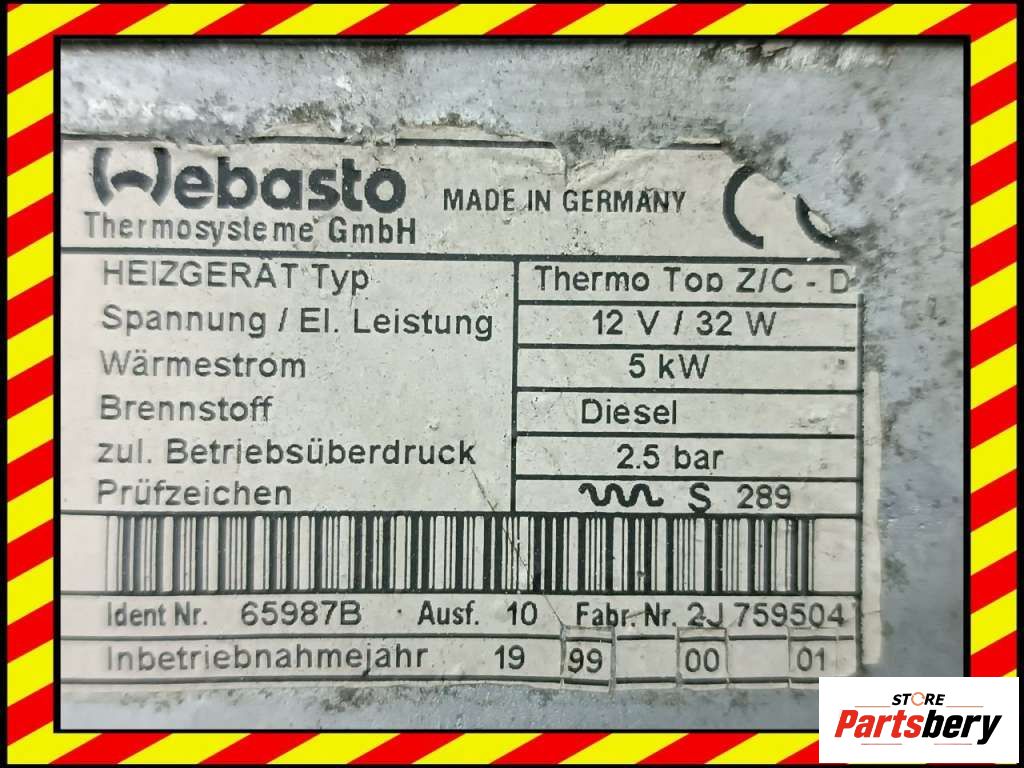 Webasto MADE IN GERMANY CE
Thermosysteme GmbH
HEIZGERÄT Typ Thermo Top Z/C - D
Spannung / El. Leistung 12 V / 32 W
Wärmestrom 5 kW
Brennstoff Diesel
zul. Betriebsüberdruck 2.5 bar
Prüfzeichen S 289
Ident Nr. 65987B Ausf. 10 Fabr. Nr. 2J 759504
Inbetriebnahmejahr 19 99 00 01
STORE
Partsbery